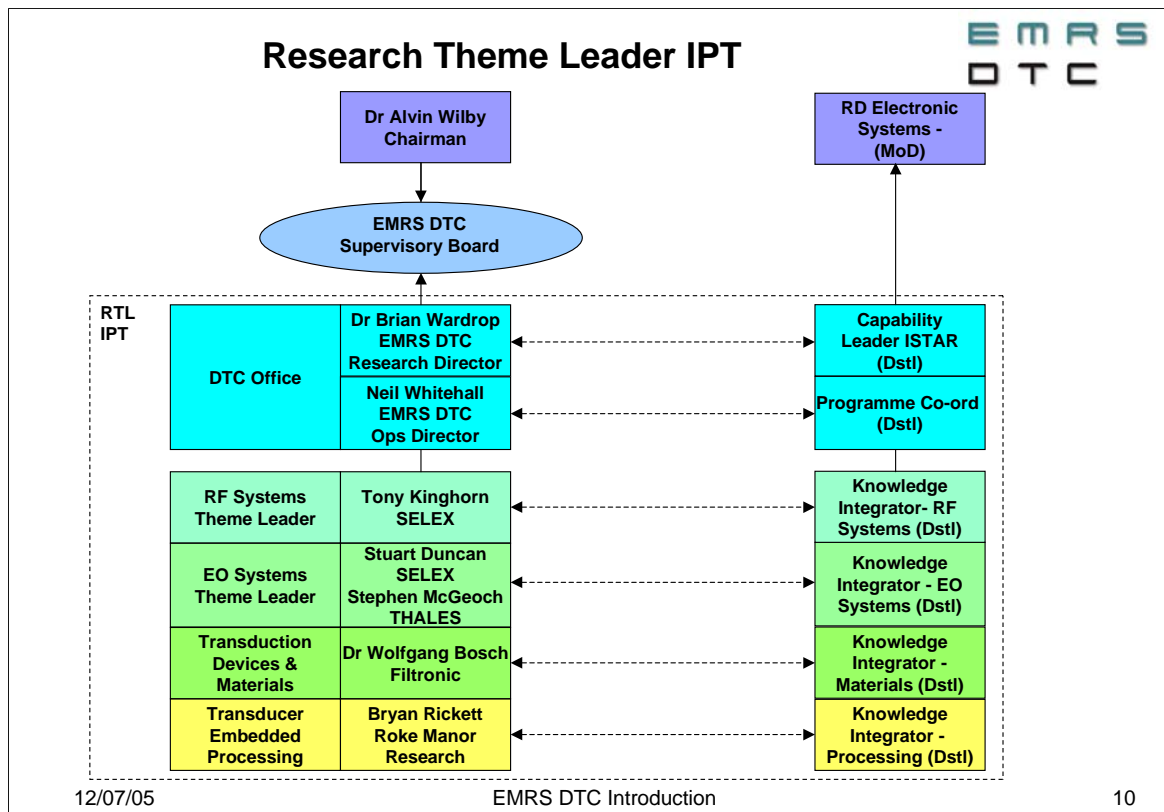 Research Theme Leader IPT
EMRS
DTC
Dr Alvin Wilby
Chairman
RD Electronic
Systems -
(MoD)
EMRS DTC
Supervisory Board
RTL
IPT
DTC Office
Dr Brian Wardrop
EMRS DTC
Research Director
Capability
Leader ISTAR
(Dstl)
Neil Whitehall
EMRS DTC
Ops Director
Programme Co-ord
(Dstl)
RF Systems
Theme Leader
Tony Kinghorn
SELEX
Knowledge
Integrator- RF
Systems (Dstl)
EO Systems
Theme Leader
Stuart Duncan
SELEX
Stephen McGeoch
THALES
Knowledge
Integrator - EO
Systems (Dstl)
Transduction
Devices &
Materials
Dr Wolfgang Bosch
Filtronic
Knowledge
Integrator -
Materials (Dstl)
Transducer
Embedded
Processing
Bryan Rickett
Roke Manor
Research
Knowledge
Integrator -
Processing (Dstl)
12/07/05
EMRS DTC Introduction
10